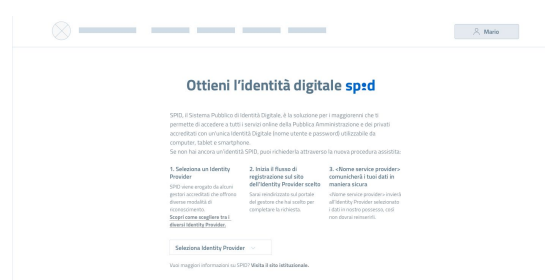 Mario
Ottieni l'identità digitale sp:d
SPID, il Sistema Pubblico di Identità Digitale, è la soluzione per i maggiorenni che ti
permette di accedere a tutti i servizi online della Pubblica Amministrazione e dei privati
accreditati con un'unica Identità Digitale (nome utente e password) utilizzabile da
computer, tablet e smartphone.
Se non hai ancora un'identità SPID, puoi richiederla attraverso la nuova procedura assistita:
1. Seleziona un Identity
Provider
SPID viene erogato da alcuni
gestori accreditati che offrono
diverse modalità di
riconoscimento.
Scopri come scegliere tra i
diversi Identity Provider.
2. Inizia il flusso di
registrazione sul sito
dell'Identity Provider scelto
Sarai reindirizzato sul portale
del gestore che hai scelto per
completare la richiesta
3. <Nome service provider>
comunicherà i tuoi dati in
maniera sicura
<Nome service provider> invierà
all'Identity Provider selezionato
i dati in nostro possesso, così
non dovrai reinserirli.
Seleziona Identity Provider
Vuoi maggiori informazioni su SPID? Visita il sito istituzionale.